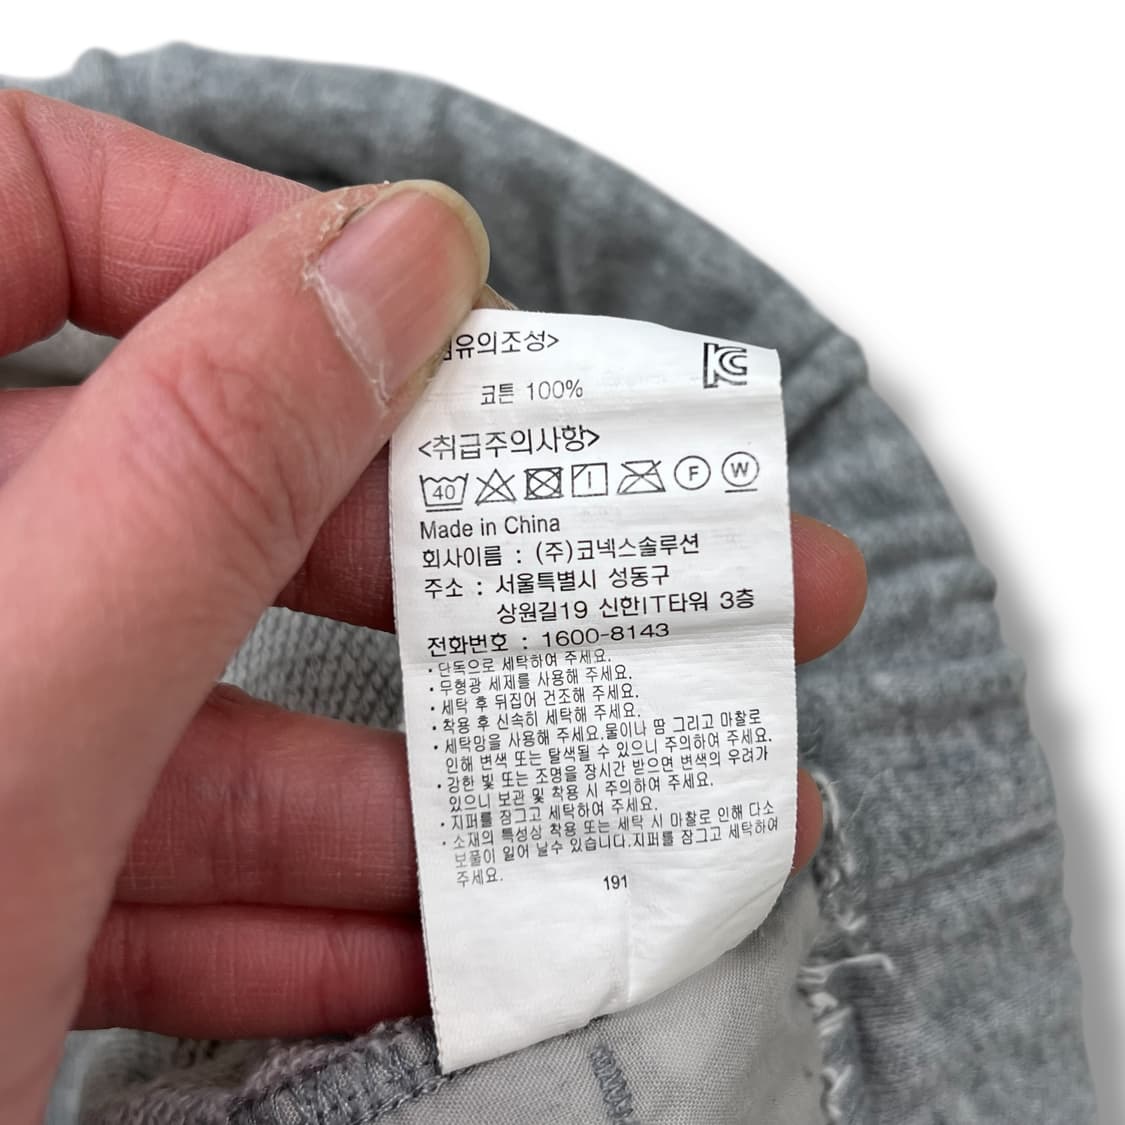 유의조성>
KC
코튼 100%
<취급주의사항>
40 F W
Made in China
회사이름 : (주)코넥스솔루션
주소 : 서울특별시 성동구
상원길19 신한IT타워 3층
전화번호 : 1600-8143
·단독으로 세탁하여 주세요.
·무형광 세제를 사용해 주세요.
·세탁 후 뒤집어 건조해 주세요.
·착용 후 신속히 세탁해 주세요.
·세탁망을 사용해 주세요.물이나 땀 그리고 마찰로
인해 변색 또는 탈색될 수 있으니 주의하여 주세요.
·강한 빛 또는 조명을 장시간 받으면 변색의 우려가
있으니 보관 및 착용 시 주의하여 주세요.
·지퍼를 잠그고 세탁하여 주세요.
·소재의 특성상 착용 또는 세탁 시 마찰로 인해 다소
보풀이 일어 날수 있습니다.지퍼를 잠그고 세탁하여
주세요.
191